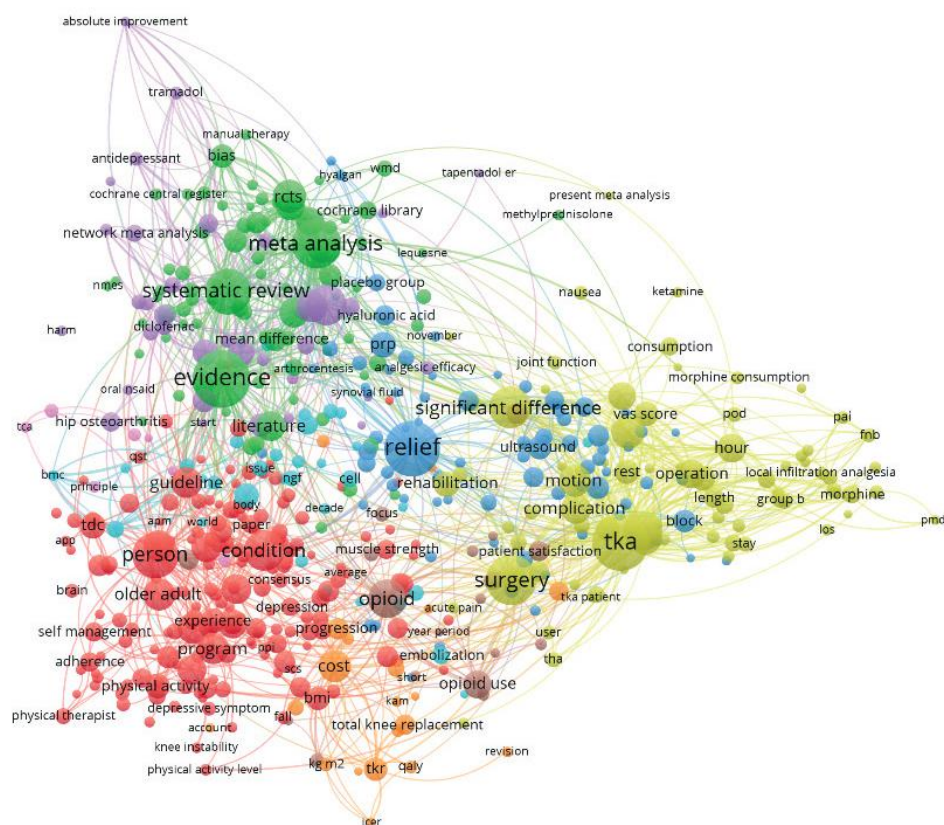 absolute improvement
tramadol
manual therapy
bias
antidepressant
hyalgan
wmd
tapentadol er
cochrane central register
rcts
cochrane library
present meta analysis
methylprednisolone
network meta analysis
meta analysis
lequesne
nmes
systematic review
placebo group
nausea
ketamine
diclofenac
hyaluronic acid
harm
mean difference
prp
november
consumption
arthrocentesis
analgesic efficacy
joint function
evidence
morphine consumption
oral nsaid
synovial fluid
tca
hip osteoarthritis
start
literature
significant difference
vas score
pod
pai
fnb
relief
ultrasound
hour
qst
bmc
issue
ngf
cell
rest
operation
local infiltration analgesia
principle
guideline
rehabilitation
motion
body
decade
length
group b
morphine
tdc
apm
world
paper
focus
complication
block
los
pmd
app
person
condition
muscle strength
patient satisfaction
tka
stay
average
brain
older adult
consensus
surgery
depression
opioid
acute pain
tka patient
self management
experience
progression
year period
user
program
ppi
adherence
cost
embolization
tha
scs
short
physical activity
bmi
opioid use
physical therapist
depressive symptom
fall
kam
account
total knee replacement
knee instability
revision
physical activity level
kg m2
tkr
qaly
icer